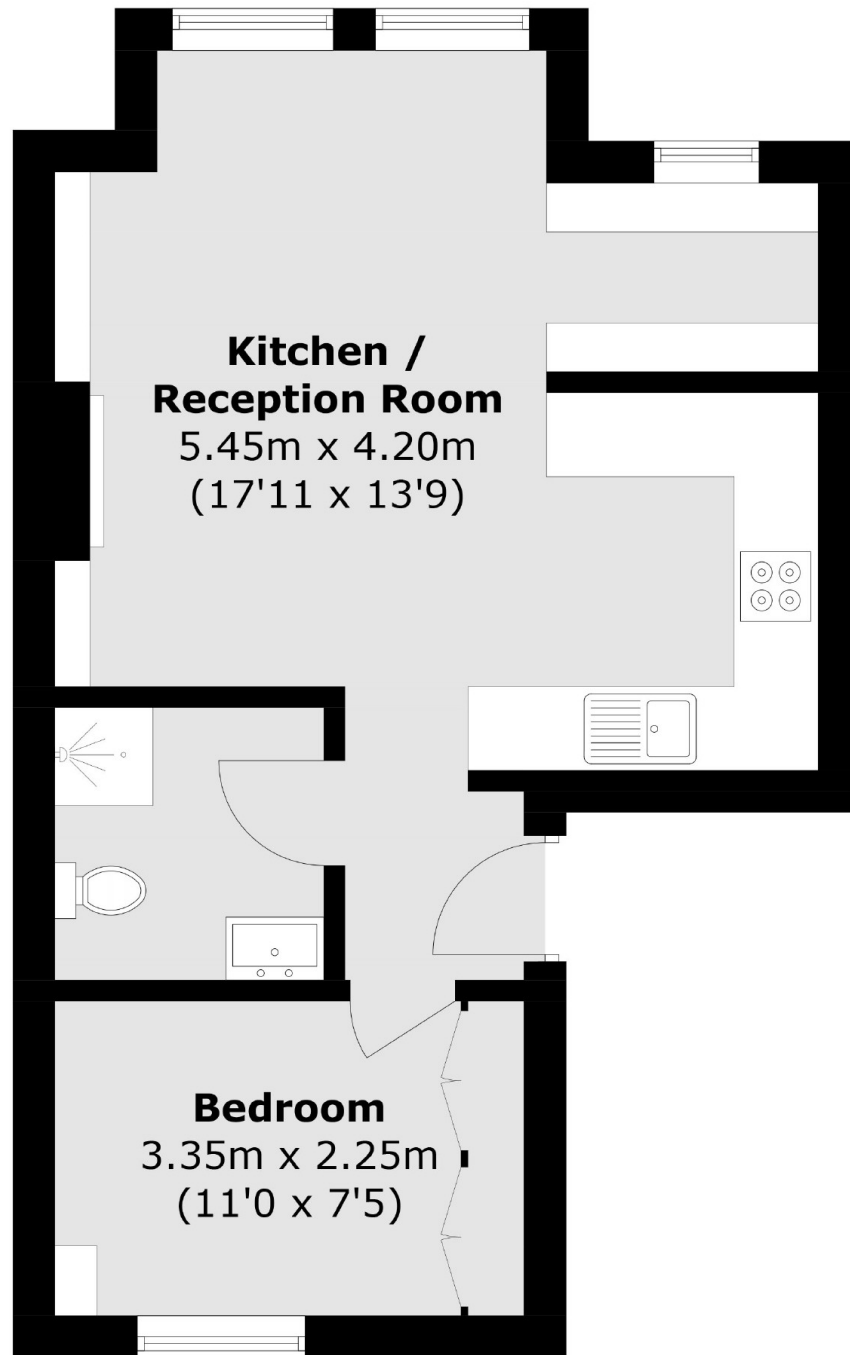 Kitchen /
Reception Room
5.45m x 4.20m
(17'11 x 13'9)
Bedroom
3.35m x 2.25m
(11'0 x 7'5)